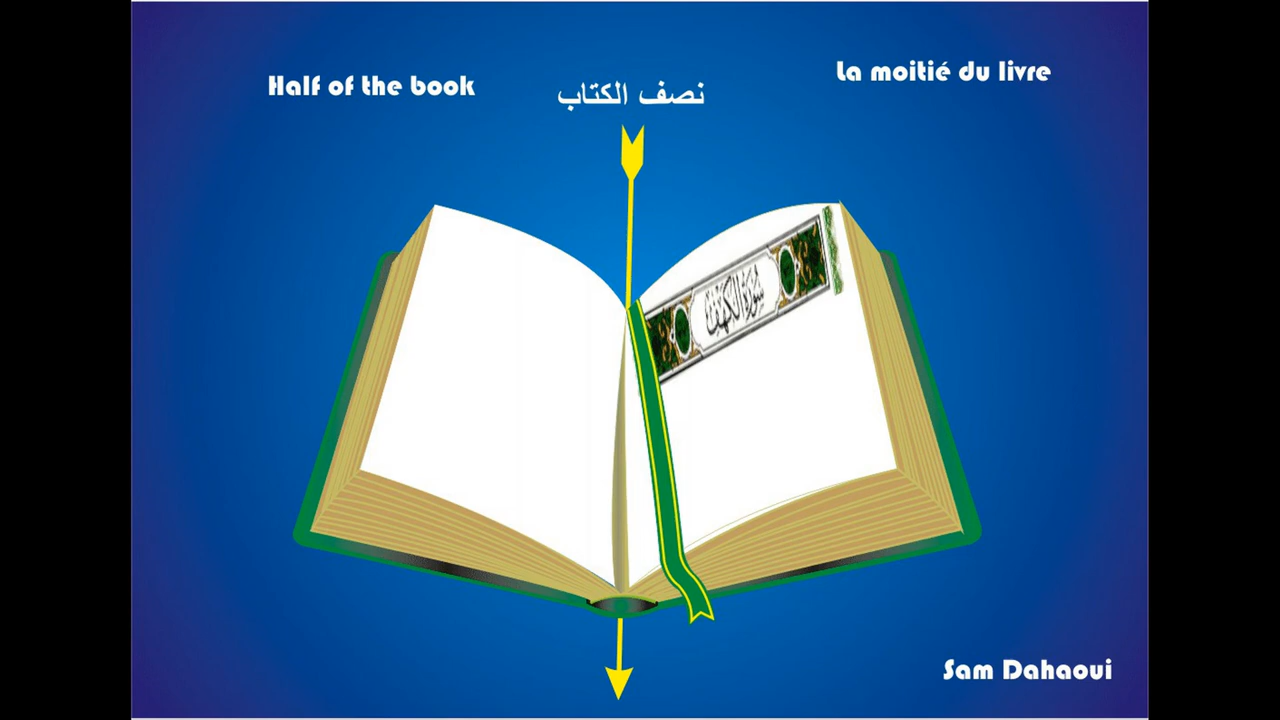 Half of the book
نصف الكتاب
La moitié du livre
سورة الكهف
Sam Dahaoui